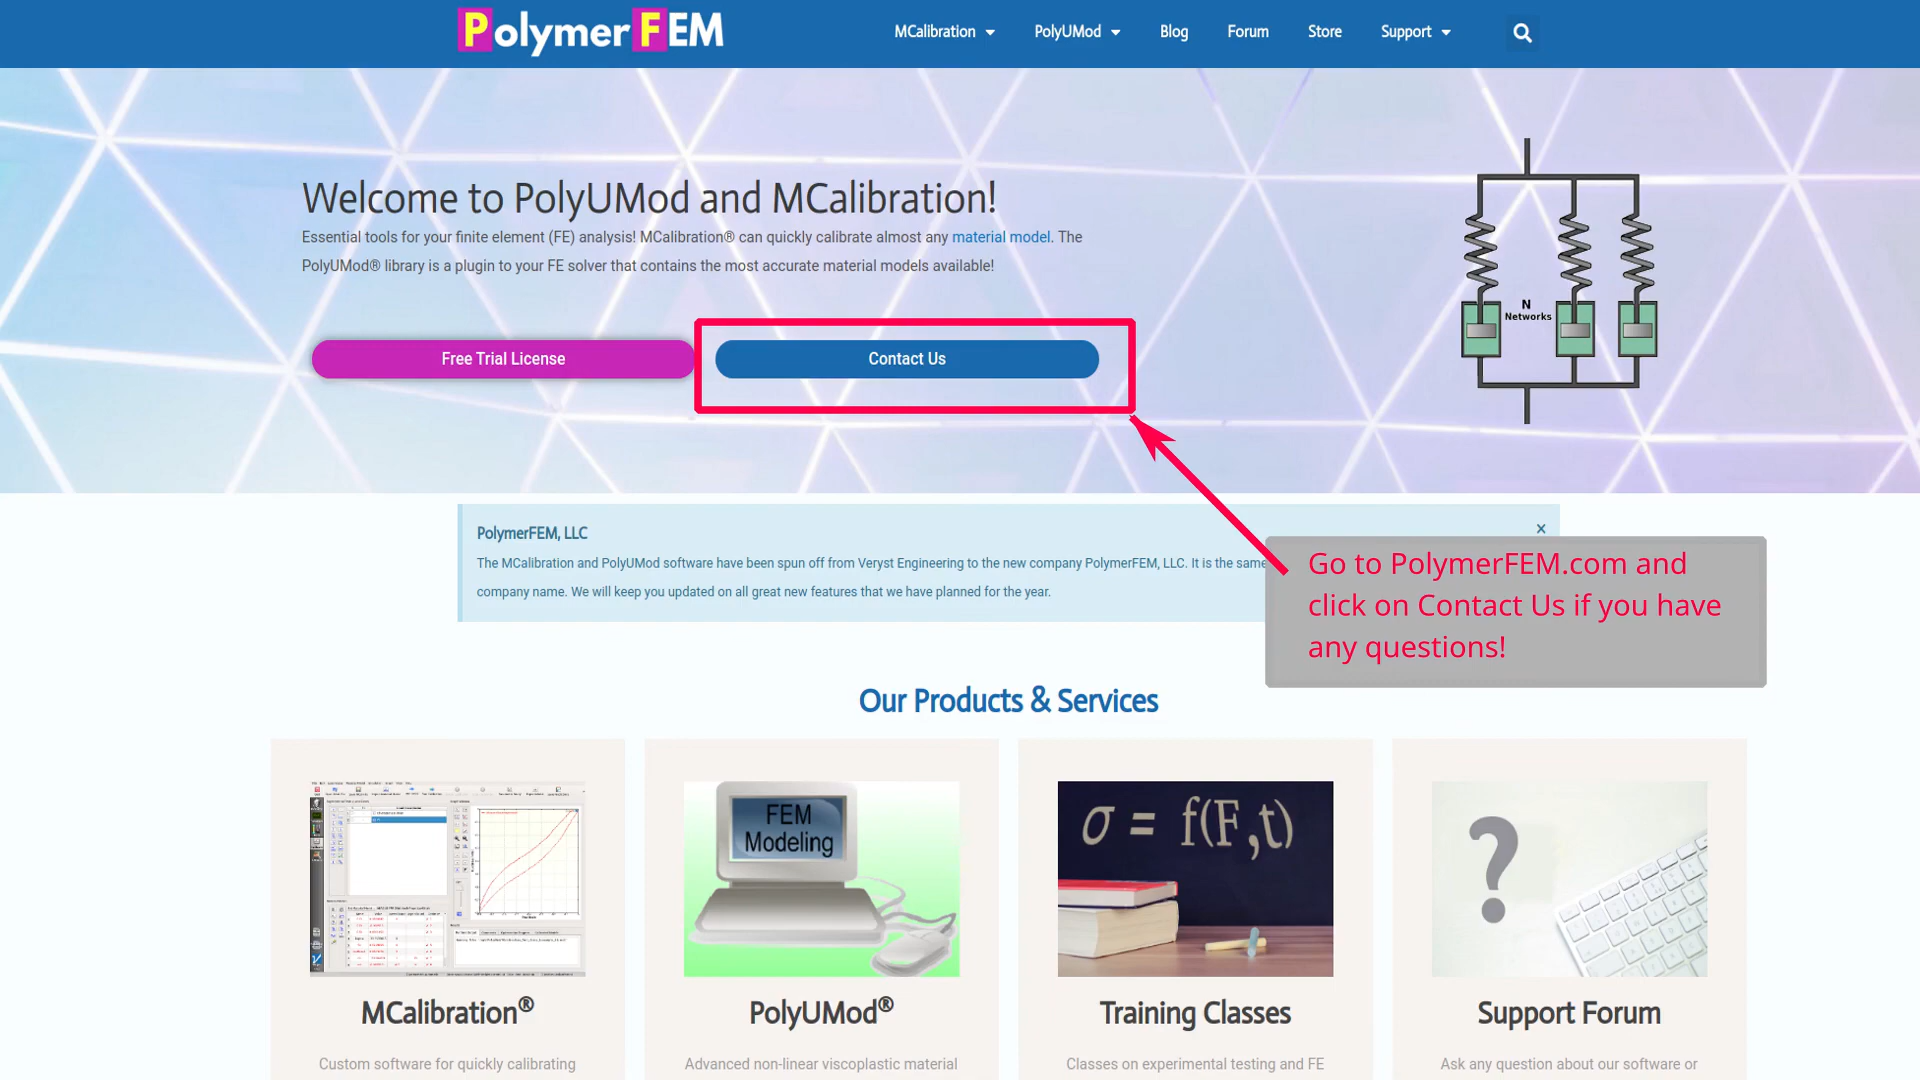 PolymerFEM
MCalibration
PolyUMod
Blog
Forum
Store
Support
Welcome to PolyUMod and MCalibration!
Essential tools for your finite element (FE) analysis! MCalibration® can quickly calibrate almost any material model. The
PolyUMod® library is a plugin to your FE solver that contains the most accurate material models available!
N
Networks
Free Trial License
Contact Us
PolymerFEM, LLC
×
The MCalibration and PolyUMod software have been spun off from Veryst Engineering to the new company PolymerFEM, LLC. It is the same
company name. We will keep you updated on all great new features that we have planned for the year.
Go to PolymerFEM.com and
click on Contact Us if you have
any questions!
Our Products & Services
FEM
Modeling
σ = f(F,t)
?
MCalibration®
PolyUMod®
Training Classes
Support Forum
Custom software for quickly calibrating
Advanced non-linear viscoplastic material
Classes on experimental testing and FE
Ask any question about our software or